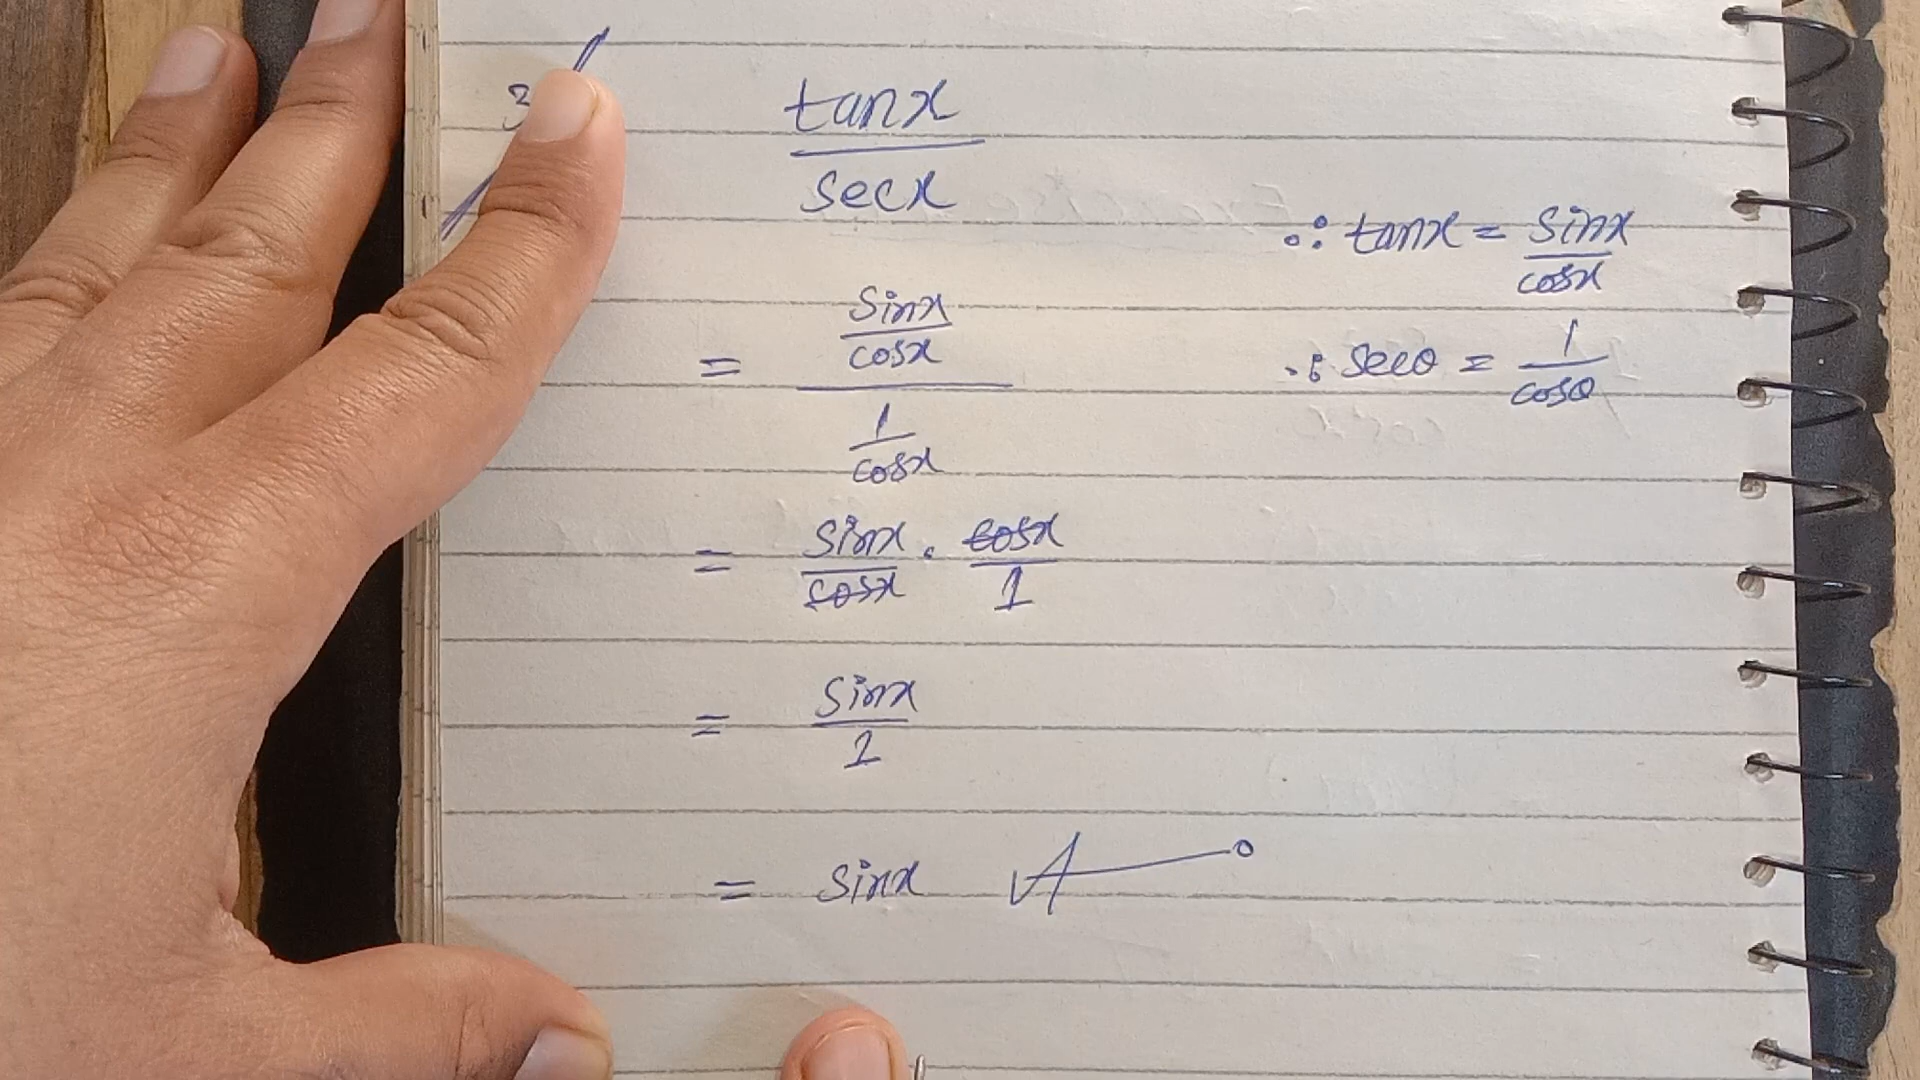 3
tanx
secx
∴ tanx = sinx
cosx
= sinx
cosx
1
cosx
∴ secθ = 1
cosθ
= sinx . cosx
cosx 1
= sinx
1
= sinx A